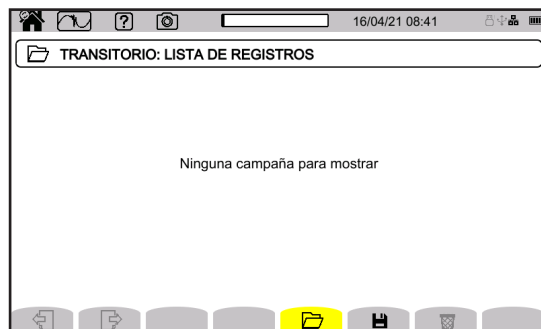 ? 16/04/21 08:41
TRANSITORIO: LISTA DE REGISTROS
Ninguna campaña para mostrar